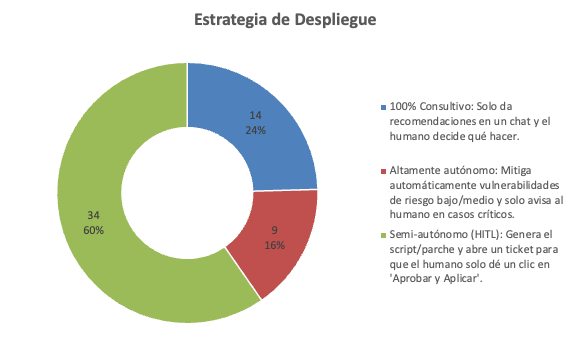 Estrategia de Despliegue
14
24%
9
16%
34
60%
100% Consultivo: Solo da
recomendaciones en un chat y el
humano decide qué hacer.
Altamente autónomo: Mitiga
automáticamente vulnerabilidades
de riesgo bajo/medio y solo avisa al
humano en casos críticos.
Semi-autónomo (HITL): Genera el
script/parche y abre un ticket para
que el humano solo dé un clic en
'Aprobar y Aplicar'.